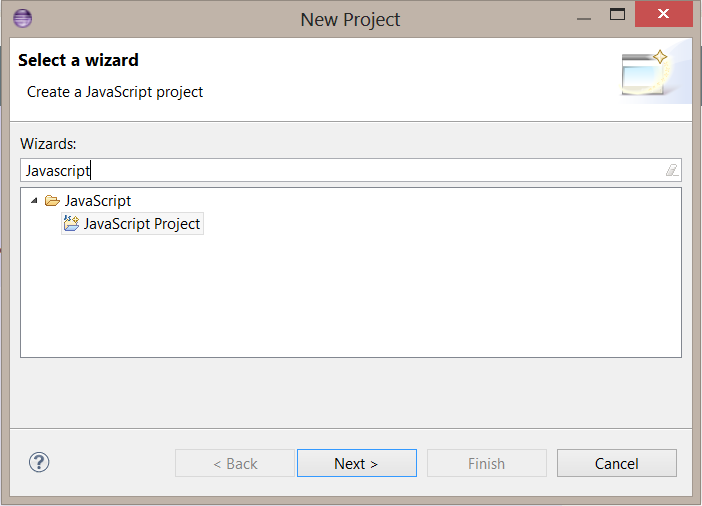 New Project
Select a wizard
Create a JavaScript project
Wizards:
Javascript
JavaScript
JavaScript Project
< Back Next > Finish Cancel